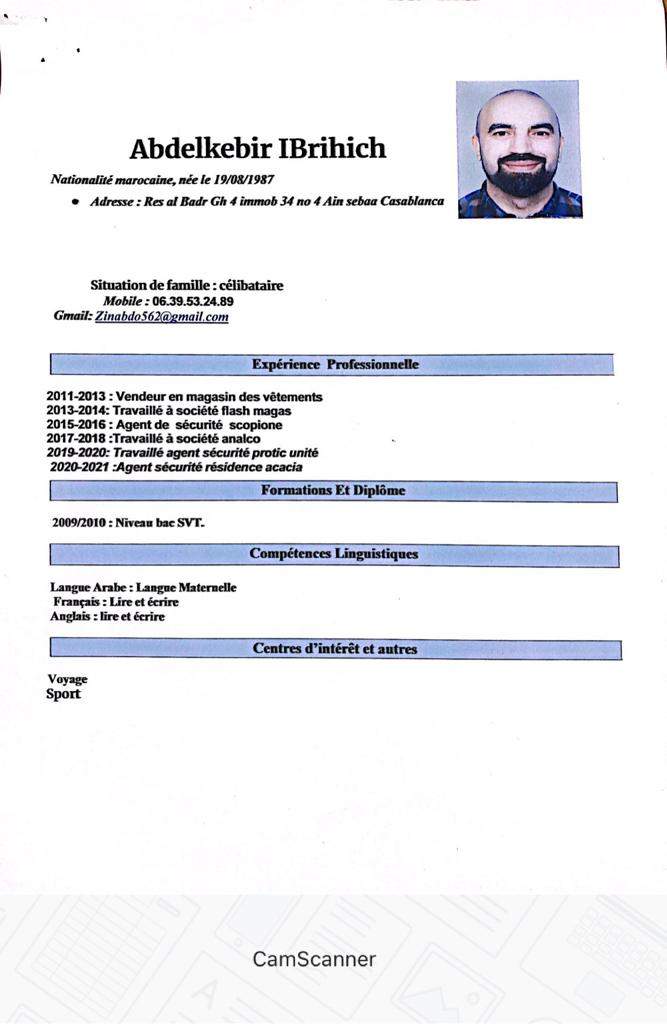 Abdelkebir IBrihich
Nationalité marocaine, née le 19/08/1987
• Adresse : Res al Badr Gh 4 immob 34 no 4 Ain sebaa Casablanca
Situation de famille : célibataire
Mobile : 06.39.53.24.89
Gmail: Zinabdo562@gmail.com
Expérience Professionnelle
2011-2013 : Vendeur en magasin des vêtements
2013-2014: Travaillé à société flash magas
2015-2016 : Agent de sécurité scopione
2017-2018 :Travaillé à société analco
2019-2020: Travaillé agent sécurité protic unité
2020-2021 :Agent sécurité résidence acacia
Formations Et Diplôme
2009/2010 : Niveau bac SVT.
Compétences Linguistiques
Langue Arabe : Langue Maternelle
Français : Lire et écrire
Anglais : lire et écrire
Centres d'intérêt et autres
Voyage
Sport
CamScanner